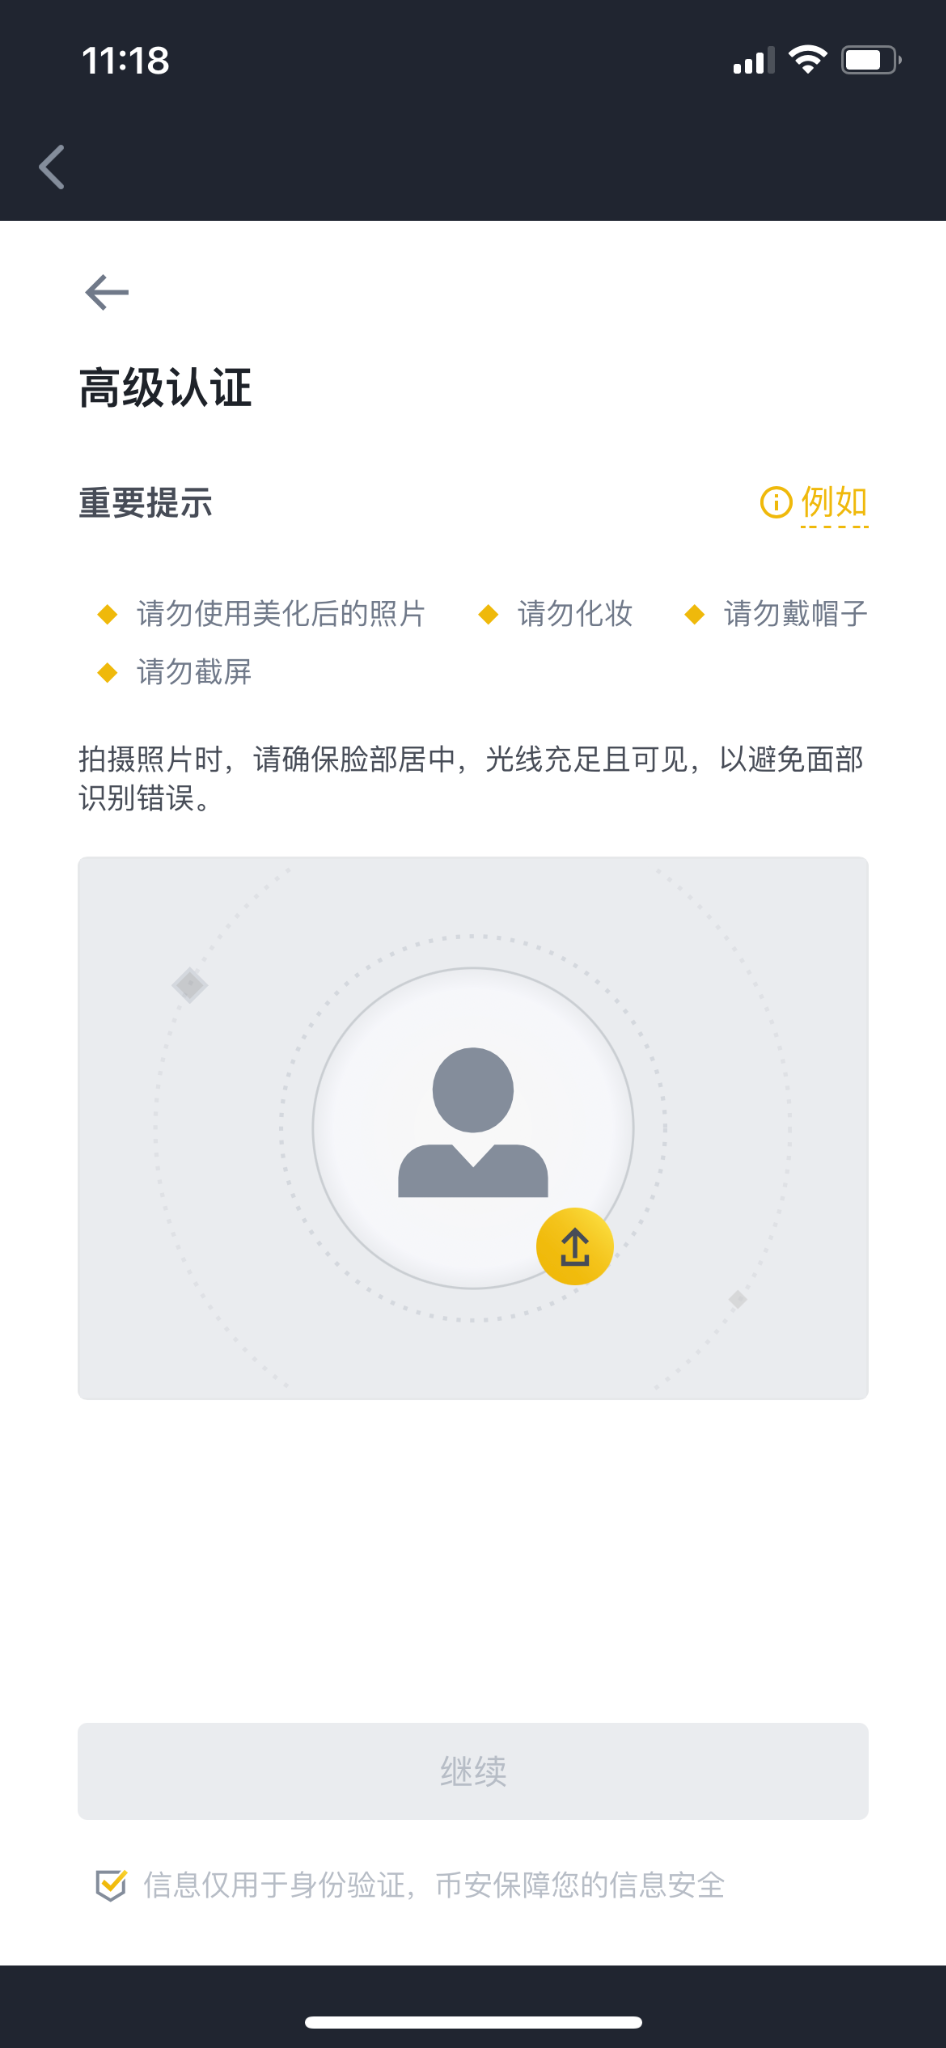 11:18
高级认证
重要提示
例如
请勿使用美化后的照片 请勿化妆 请勿戴帽子
请勿截屏
拍摄照片时，请确保脸部居中，光线充足且可见，以避免面部
识别错误。
继续
信息仅用于身份验证，币安保障您的信息安全